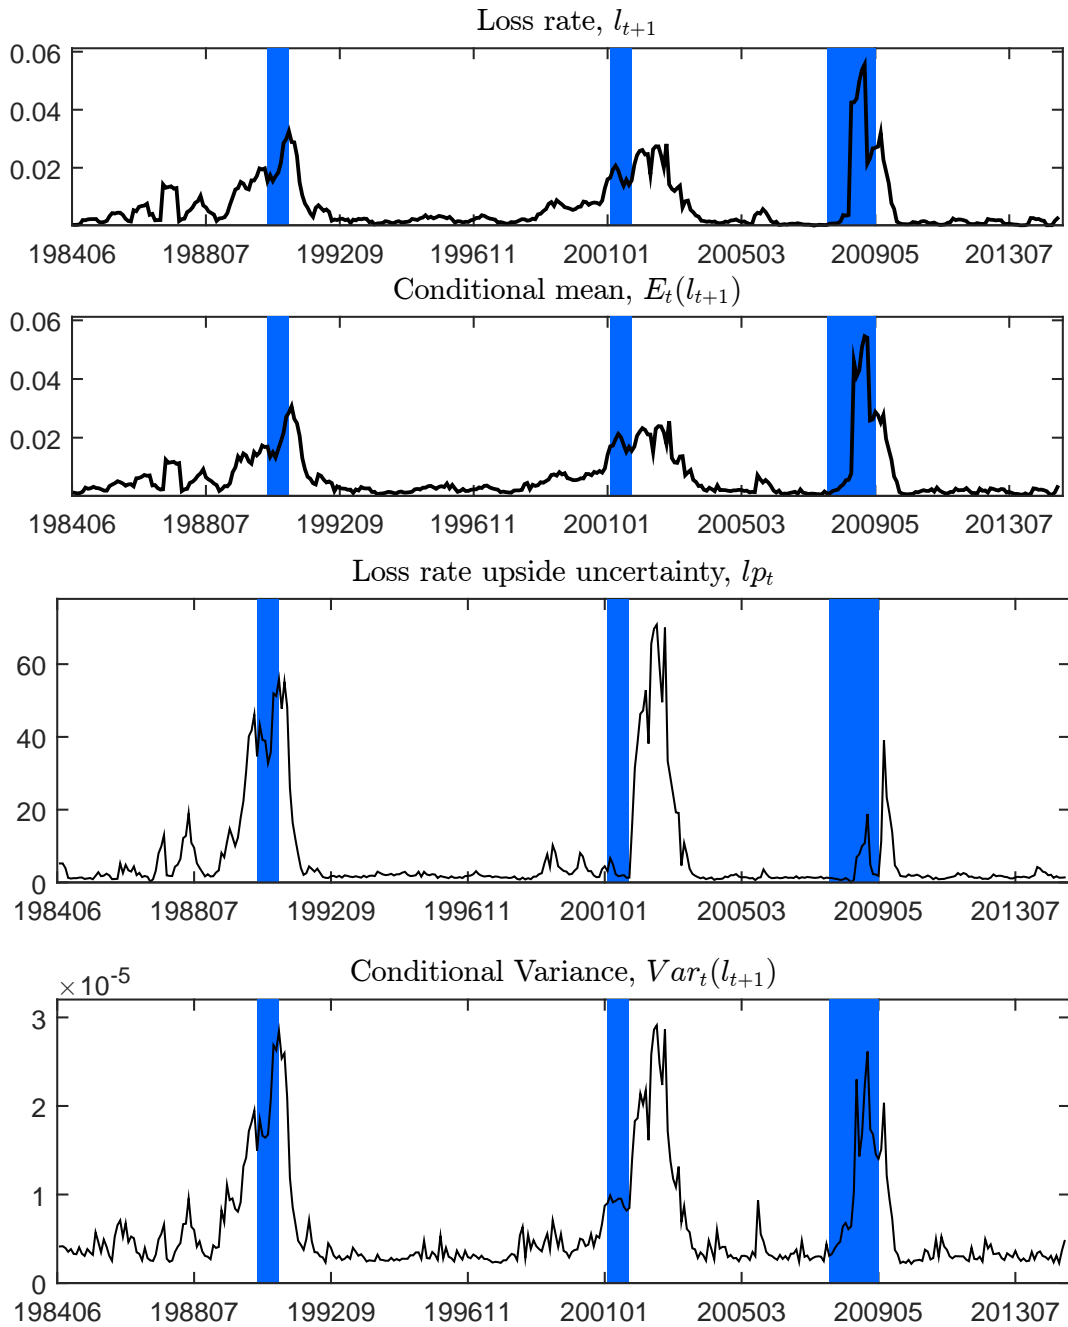 Loss rate, l_{t+1}
0.06
0.04
0.02
198406 198807 199209 199611 200101 200503 200905 201307
Conditional mean, E_t(l_{t+1})
0.06
0.04
0.02
198406 198807 199209 199611 200101 200503 200905 201307
Loss rate upside uncertainty, lp_t
60
40
20
0
198406 198807 199209 199611 200101 200503 200905 201307
Conditional Variance, Var_t(l_{t+1})
×10^{-5}
3
2
1
0
198406 198807 199209 199611 200101 200503 200905 201307